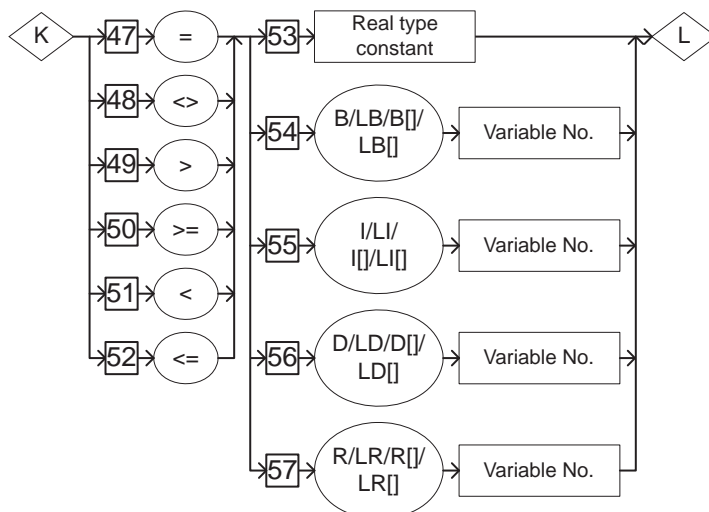 K
47
=
53
Real type
constant
L
48
<>
54
B/LB/B[]/
LB[]
Variable No.
49
>
50
>=
55
I/LI/
I[]/LI[]
Variable No.
51
<
52
<=
56
D/LD/D[]/
LD[]
Variable No.
57
R/LR/R[]/
LR[]
Variable No.